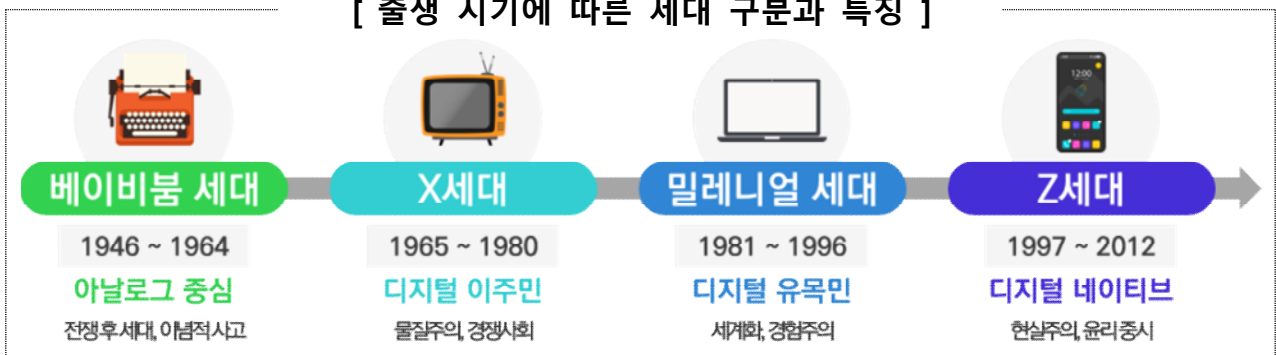 [ 출생 시기에 따른 세대 구분과 특징 ]
12:00
베이비붐 세대
X세대
밀레니얼 세대
Z세대
1946 ~ 1964
1965 ~ 1980
1981 ~ 1996
1997 ~ 2012
아날로그 중심
디지털 이주민
디지털 유목민
디지털 네이티브
전쟁 후 세대, 이념적 사고
물질주의, 경쟁사회
세계화, 경험주의
현실주의, 윤리 중시